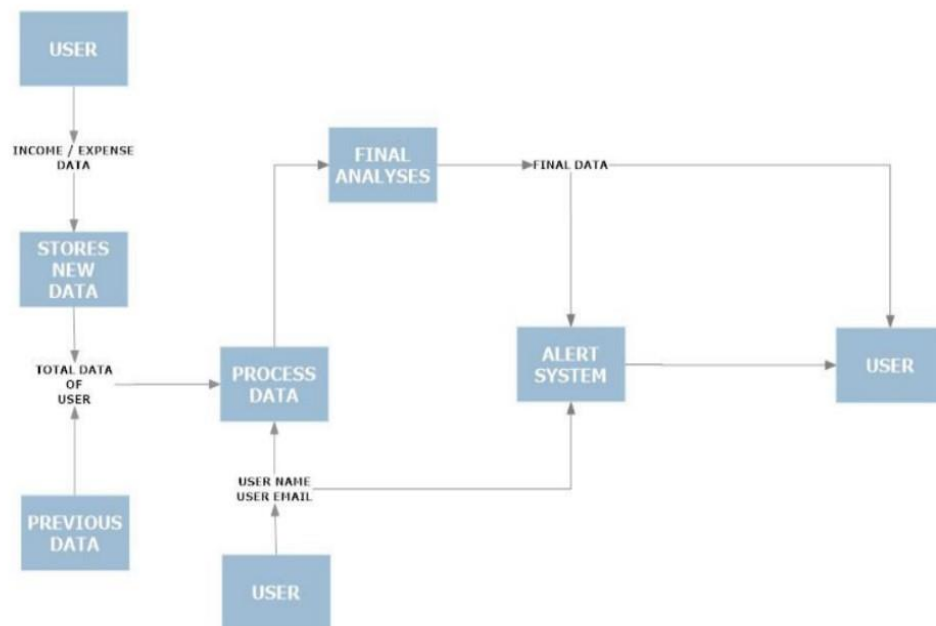 USER
INCOME / EXPENSE
DATA
STORES
NEW
DATA
TOTAL DATA
OF
USER
PREVIOUS
DATA
PROCESS
DATA
USER NAME
USER EMAIL
USER
FINAL
ANALYSES
FINAL DATA
ALERT
SYSTEM
USER